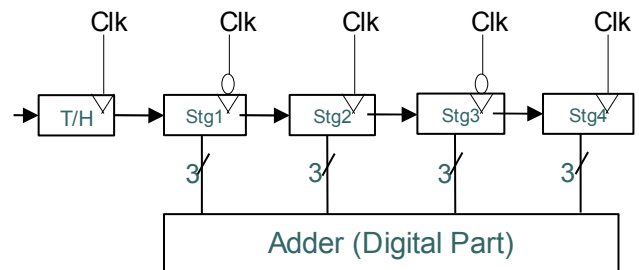 Clk Clk Clk Clk Clk
T/H Stg1 Stg2 Stg3 Stg4
3 3 3 3
Adder (Digital Part)